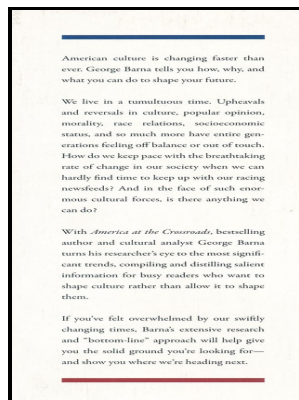 American culture is changing faster than
ever. George Barna tells you how, why, and
what you can do to shape your future.
We live in a tumultuous time. Upheavals
and reversals in culture, popular opinion,
morality, race relations, socioeconomic
status, and so much more have entire gen-
erations feeling off balance or out of touch.
How do we keep pace with the breathtaking
rate of change in our society when we can
hardly find time to keep up with our racing
newsfeeds? And in the face of such enor-
mous cultural forces, is there anything we
can do?
With America at the Crossroads, bestselling
author and cultural analyst George Barna
turns his researcher's eye to the most signifi-
cant trends, compiling and distilling salient
information for busy readers who want to
shape culture rather than allow it to shape
them.
If you've felt overwhelmed by our swiftly
changing times, Barna's extensive research
and "bottom-line" approach will help give
you the solid ground you're looking for—
and show you where we're heading next.